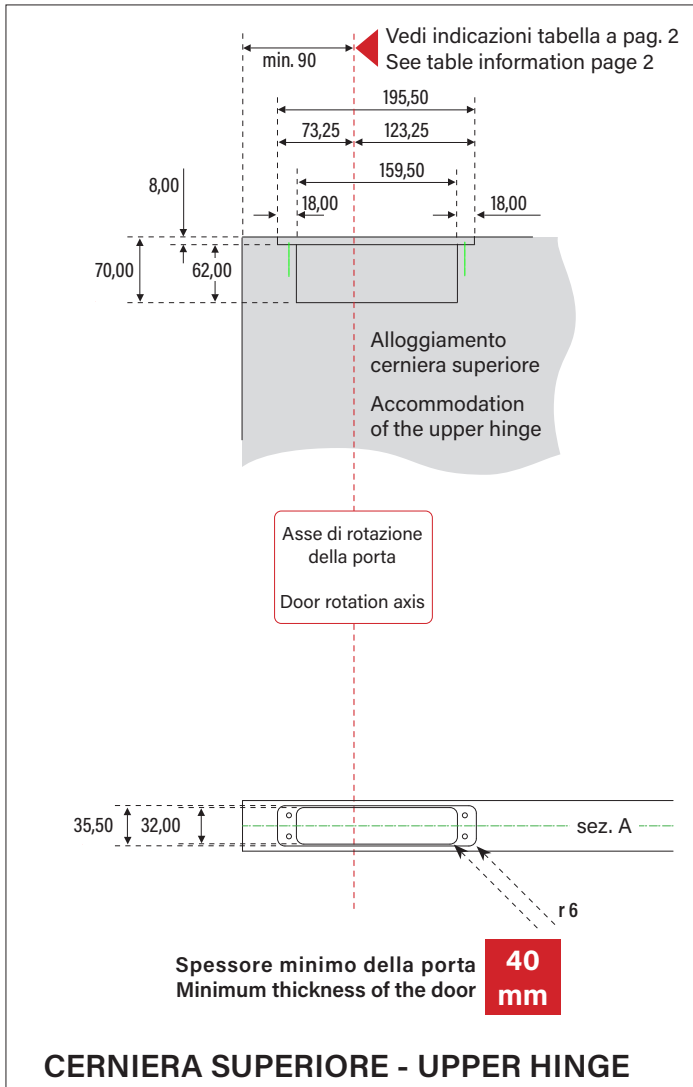 Vedi indicazioni tabella a pag. 2
See table information page 2
min. 90
195,50
73,25
123,25
159,50
8,00
18,00
18,00
70,00
62,00
Alloggiamento
cerniera superiore
Accommodation
of the upper hinge
Asse di rotazione
della porta
Door rotation axis
35,50
32,00
sez. A
r 6
Spessore minimo della porta
Minimum thickness of the door
40
mm
CERNIERA SUPERIORE - UPPER HINGE